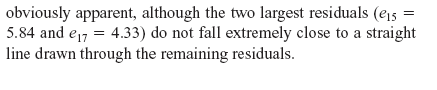 obviously apparent, although the two largest residuals (e₁₅ =
5.84 and e₁₇ = 4.33) do not fall extremely close to a straight
line drawn through the remaining residuals.